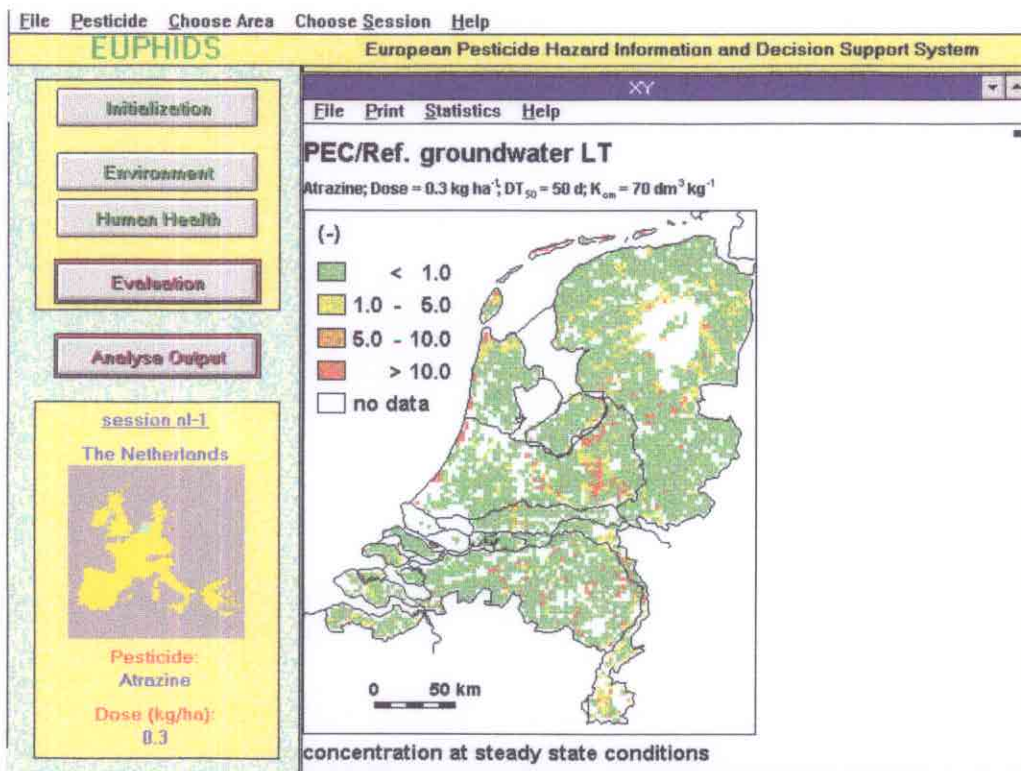 File Pesticide Choose Area Choose Session Help
EUPHIDS
European Pesticide Hazard Information and Decision Support System
Initialization
Environment
Human Health
Evaluation
Analyse Output
session nl-1
The Netherlands
Pesticide:
Atrazine
Dose (kg/ha):
0.3
XY
File Print Statistics Help
PEC/Ref. groundwater LT
Atrazine; Dose = 0.3 kg ha⁻¹; DT₅₀ = 50 d; Kₒₘ = 70 dm³ kg⁻¹
(-)
< 1.0
1.0 - 5.0
5.0 - 10.0
> 10.0
no data
0 50 km
concentration at steady state conditions